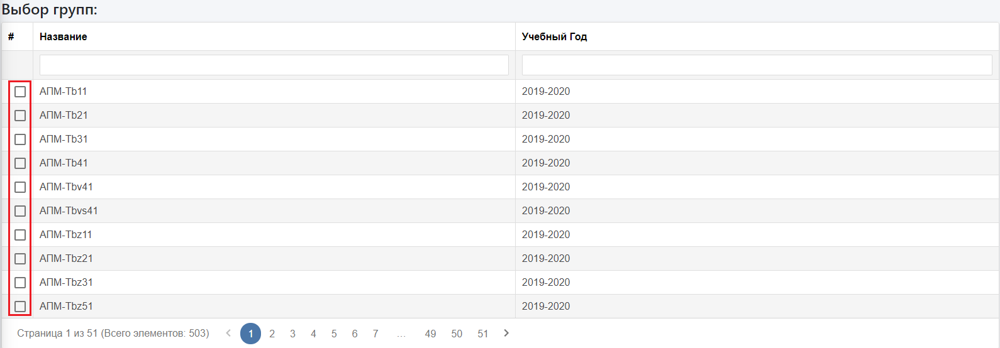 Выбор групп:
# Название Учебный Год
АПМ-Tb11 2019-2020
АПМ-Tb21 2019-2020
АПМ-Tb31 2019-2020
АПМ-Tb41 2019-2020
АПМ-Tbv41 2019-2020
АПМ-Tbvs41 2019-2020
АПМ-Tbz11 2019-2020
АПМ-Tbz21 2019-2020
АПМ-Tbz31 2019-2020
АПМ-Tbz51 2019-2020
Страница 1 из 51 (Всего элементов: 503) 1 2 3 4 5 6 7 ... 49 50 51